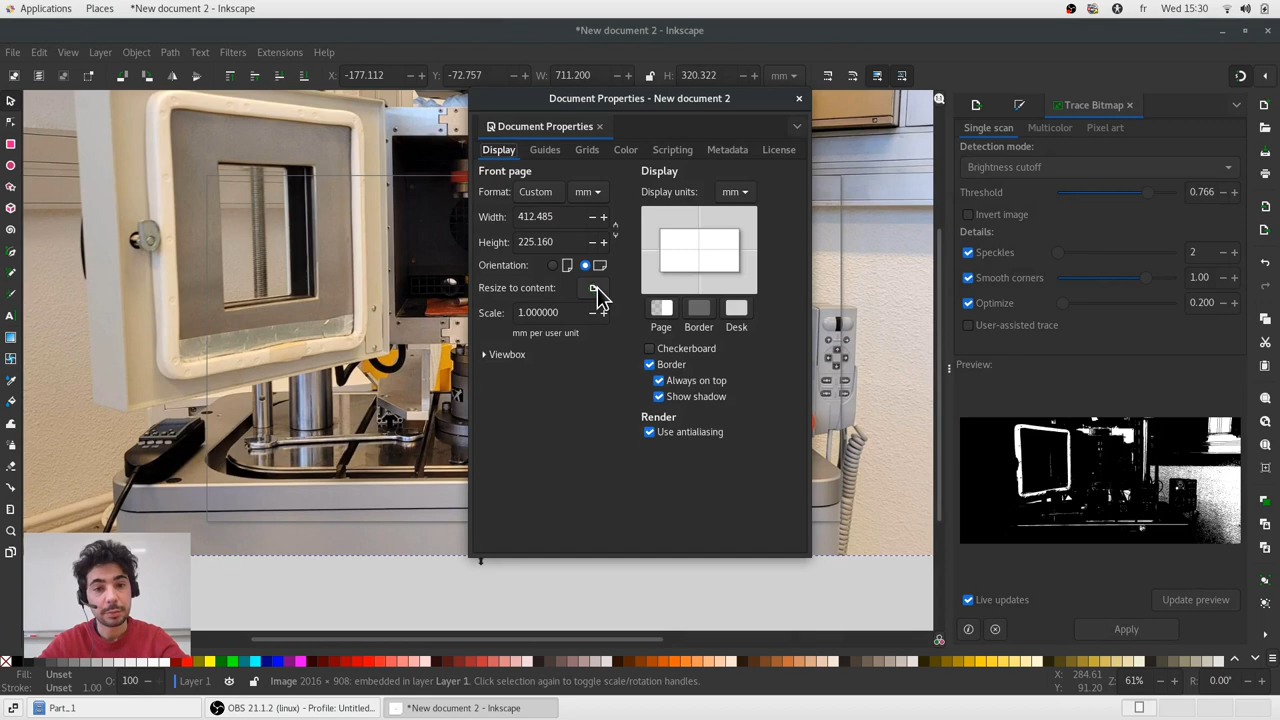 Applications Places *New document 2 - Inkscape fr Wed 15:30
*New document 2 - Inkscape
File Edit View Layer Object Path Text Filters Extensions Help
X: -177.112 - + Y: -72.757 - + W: 711.200 - + H: 320.322 - + mm
Document Properties - New document 2
Document Properties
Display Guides Grids Color Scripting Metadata License
Front page
Format: Custom mm
Width: 412.485 - +
Height: 225.160 - +
Orientation:
Resize to content:
Scale: 1.000000 - +
mm per user unit
Viewbox
Display
Display units: mm
Page Border Desk
Checkerboard
Border
Always on top
Show shadow
Render
Use antialiasing
Trace Bitmap
Single scan Multicolor Pixel art
Detection mode:
Brightness cutoff
Threshold 0.766 - +
Invert image
Details:
Speckles 2 - +
Smooth corners 1.00 - +
Optimize 0.200 - +
User-assisted trace
Preview:
Live updates Update preview
Apply
Fill: Unset
Stroke: Unset 1.00
O: 100 - +
Layer 1
Image 2016 × 908: embedded in layer Layer 1. Click selection again to toggle scale/rotation handles.
X: 284.61
Y: 91.20
Z: 61% - + R: 0.00° - +
Part_1 OBS 21.1.2 (linux) - Profile: Untitled... *New document 2 - Inkscape